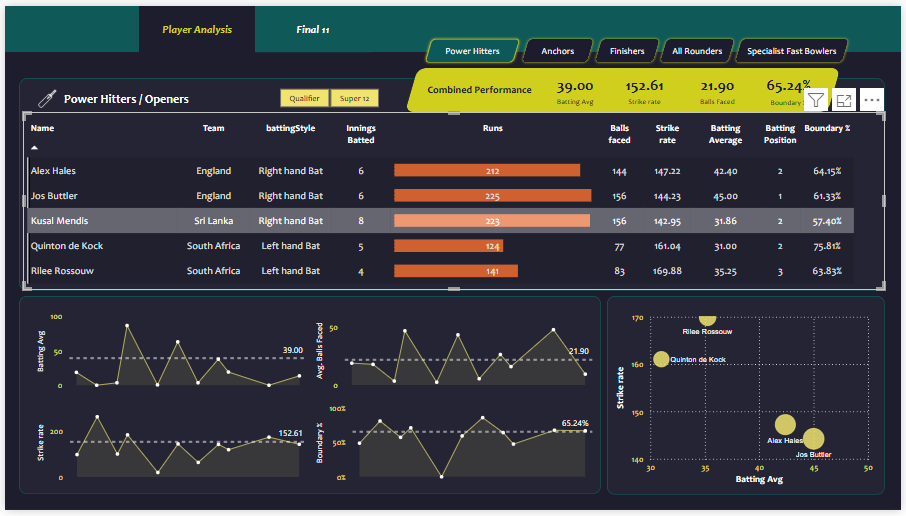 Player Analysis
Final 11
Power Hitters
Anchors
Finishers
All Rounders
Specialist Fast Bowlers
Power Hitters / Openers
Qualifier
Super 12
Combined Performance
39.00
Batting Avg
152.61
Strike rate
21.90
Balls Faced
65.24%
Boundary
Name Team battingStyle Innings Batted Runs Balls faced Strike rate Batting Average Batting Position Boundary %
Alex Hales England Right hand Bat 6 212 144 147.22 42.40 2 64.15%
Jos Buttler England Right hand Bat 6 225 156 144.23 45.00 1 61.33%
Kusal Mendis Sri Lanka Right hand Bat 8 223 156 142.95 31.86 2 57.40%
Quinton de Kock South Africa Left hand Bat 5 124 77 161.04 31.00 2 75.81%
Rilee Rossouw South Africa Left hand Bat 4 141 83 169.88 35.25 3 63.83%
Batting Avg
100
50
0
39.00
Avg. Balls Faced
50
0
21.90
Strike rate
200
0
152.61
Boundary %
100%
50%
0%
65.24%
Strike rate
170
160
150
140
Rilee Rossouw
Quinton de Kock
Alex Hales
Jos Buttler
30 35 40 45 50
Batting Avg